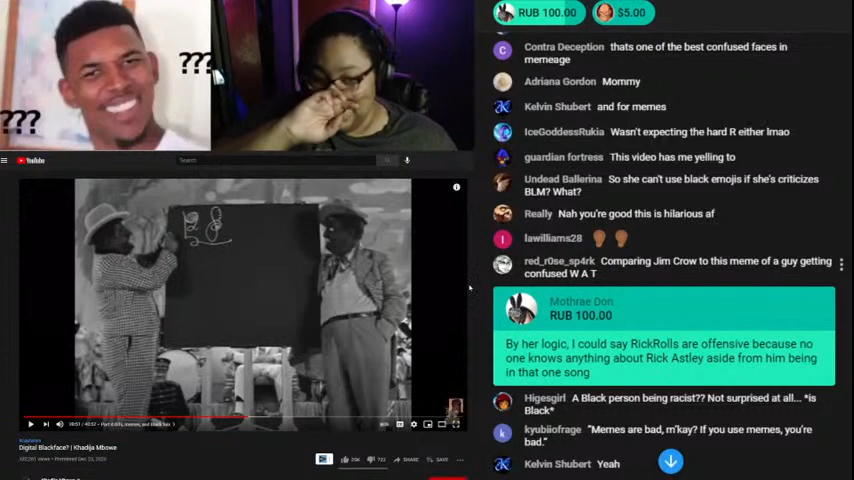 ???
???
YouTube
Search
Digital Blackface? | Khadija Mbowe
SHARE
SAVE
RUB 100.00
$5.00
Contra Deception thats one of the best confused faces in
memeage
Adriana Gordon Mommy
Kelvin Shubert and for memes
IceGoddessRukia Wasn't expecting the hard R either lmao
guardian fortress This video has me yelling to
Undead Ballerina So she can't use black emojis if she's criticizes
BLM? What?
Really Nah you're good this is hilarious af
lawilliams28
red_r0se_sp4rk Comparing Jim Crow to this meme of a guy getting
confused W A T
Mothrae Don
RUB 100.00
By her logic, I could say RickRolls are offensive because no
one knows anything about Rick Astley aside from him being
in that one song
Higesgirl A Black person being racist?? Not surprised at all... *is
Black*
kyubiiofrage "Memes are bad, m'kay? If you use memes, you're
bad."
Kelvin Shubert Yeah